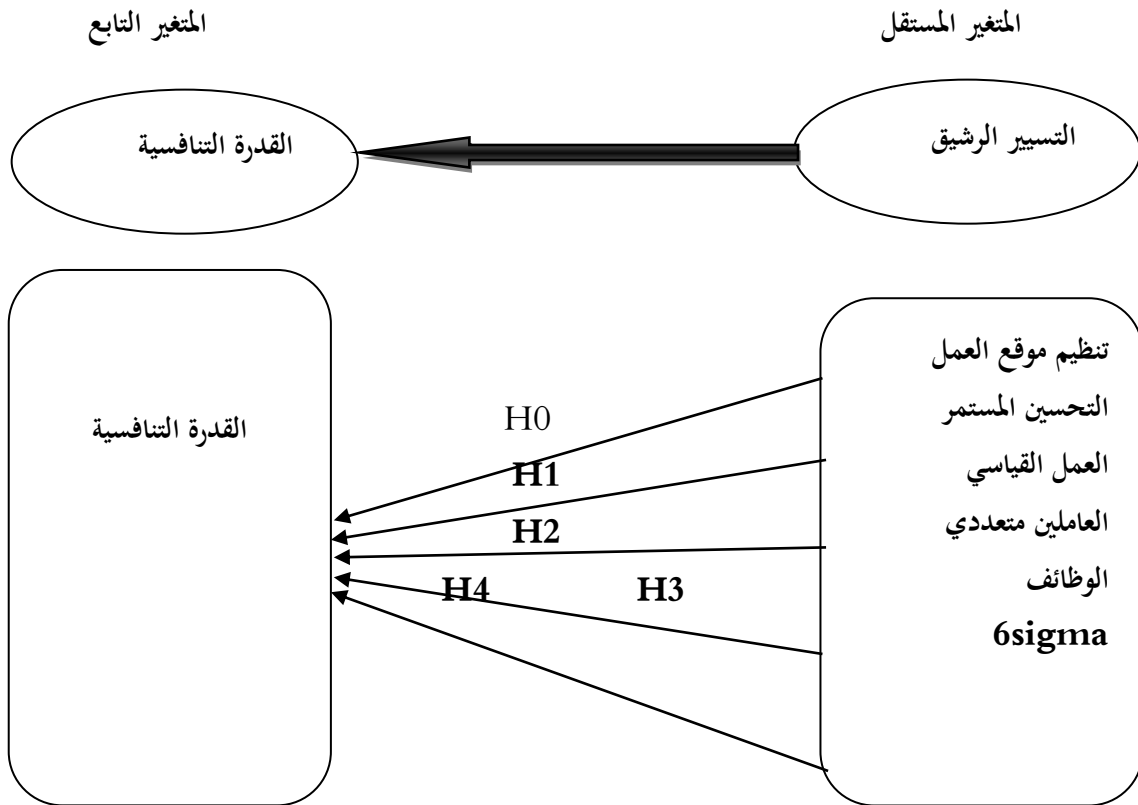 المتغير المستقل
المتغير التابع
التسيير الرشيق
القدرة التنافسية
تنظيم موقع العمل
التحسين المستمر
العمل القياسي
العاملين متعددي
الوظائف
6sigma
H0
H1
H2
H3
H4
القدرة التنافسية